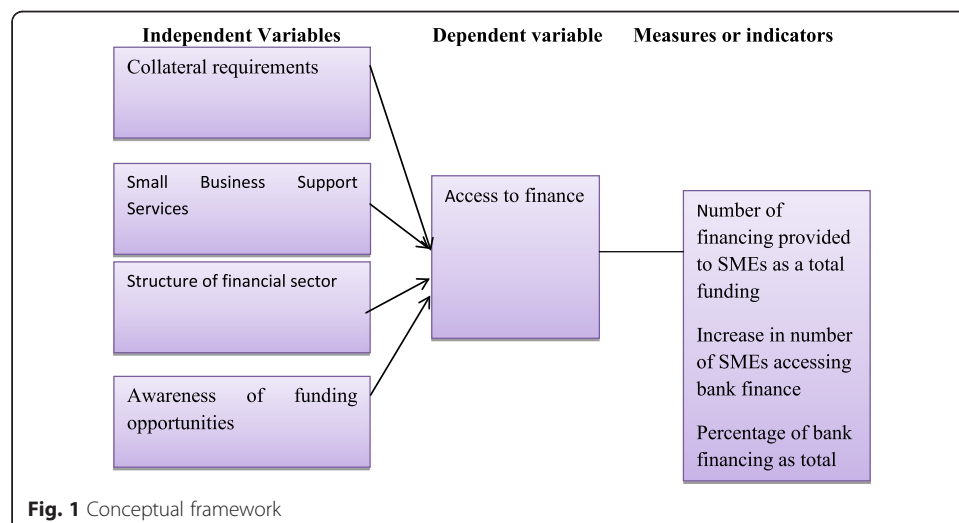 Independent Variables Dependent variable Measures or indicators
Collateral requirements
Small Business Support
Services
Structure of financial sector
Awareness of funding
opportunities
Access to finance
Number of
financing provided
to SMEs as a total
funding
Increase in number
of SMEs accessing
bank finance
Percentage of bank
financing as total
Fig. 1 Conceptual framework